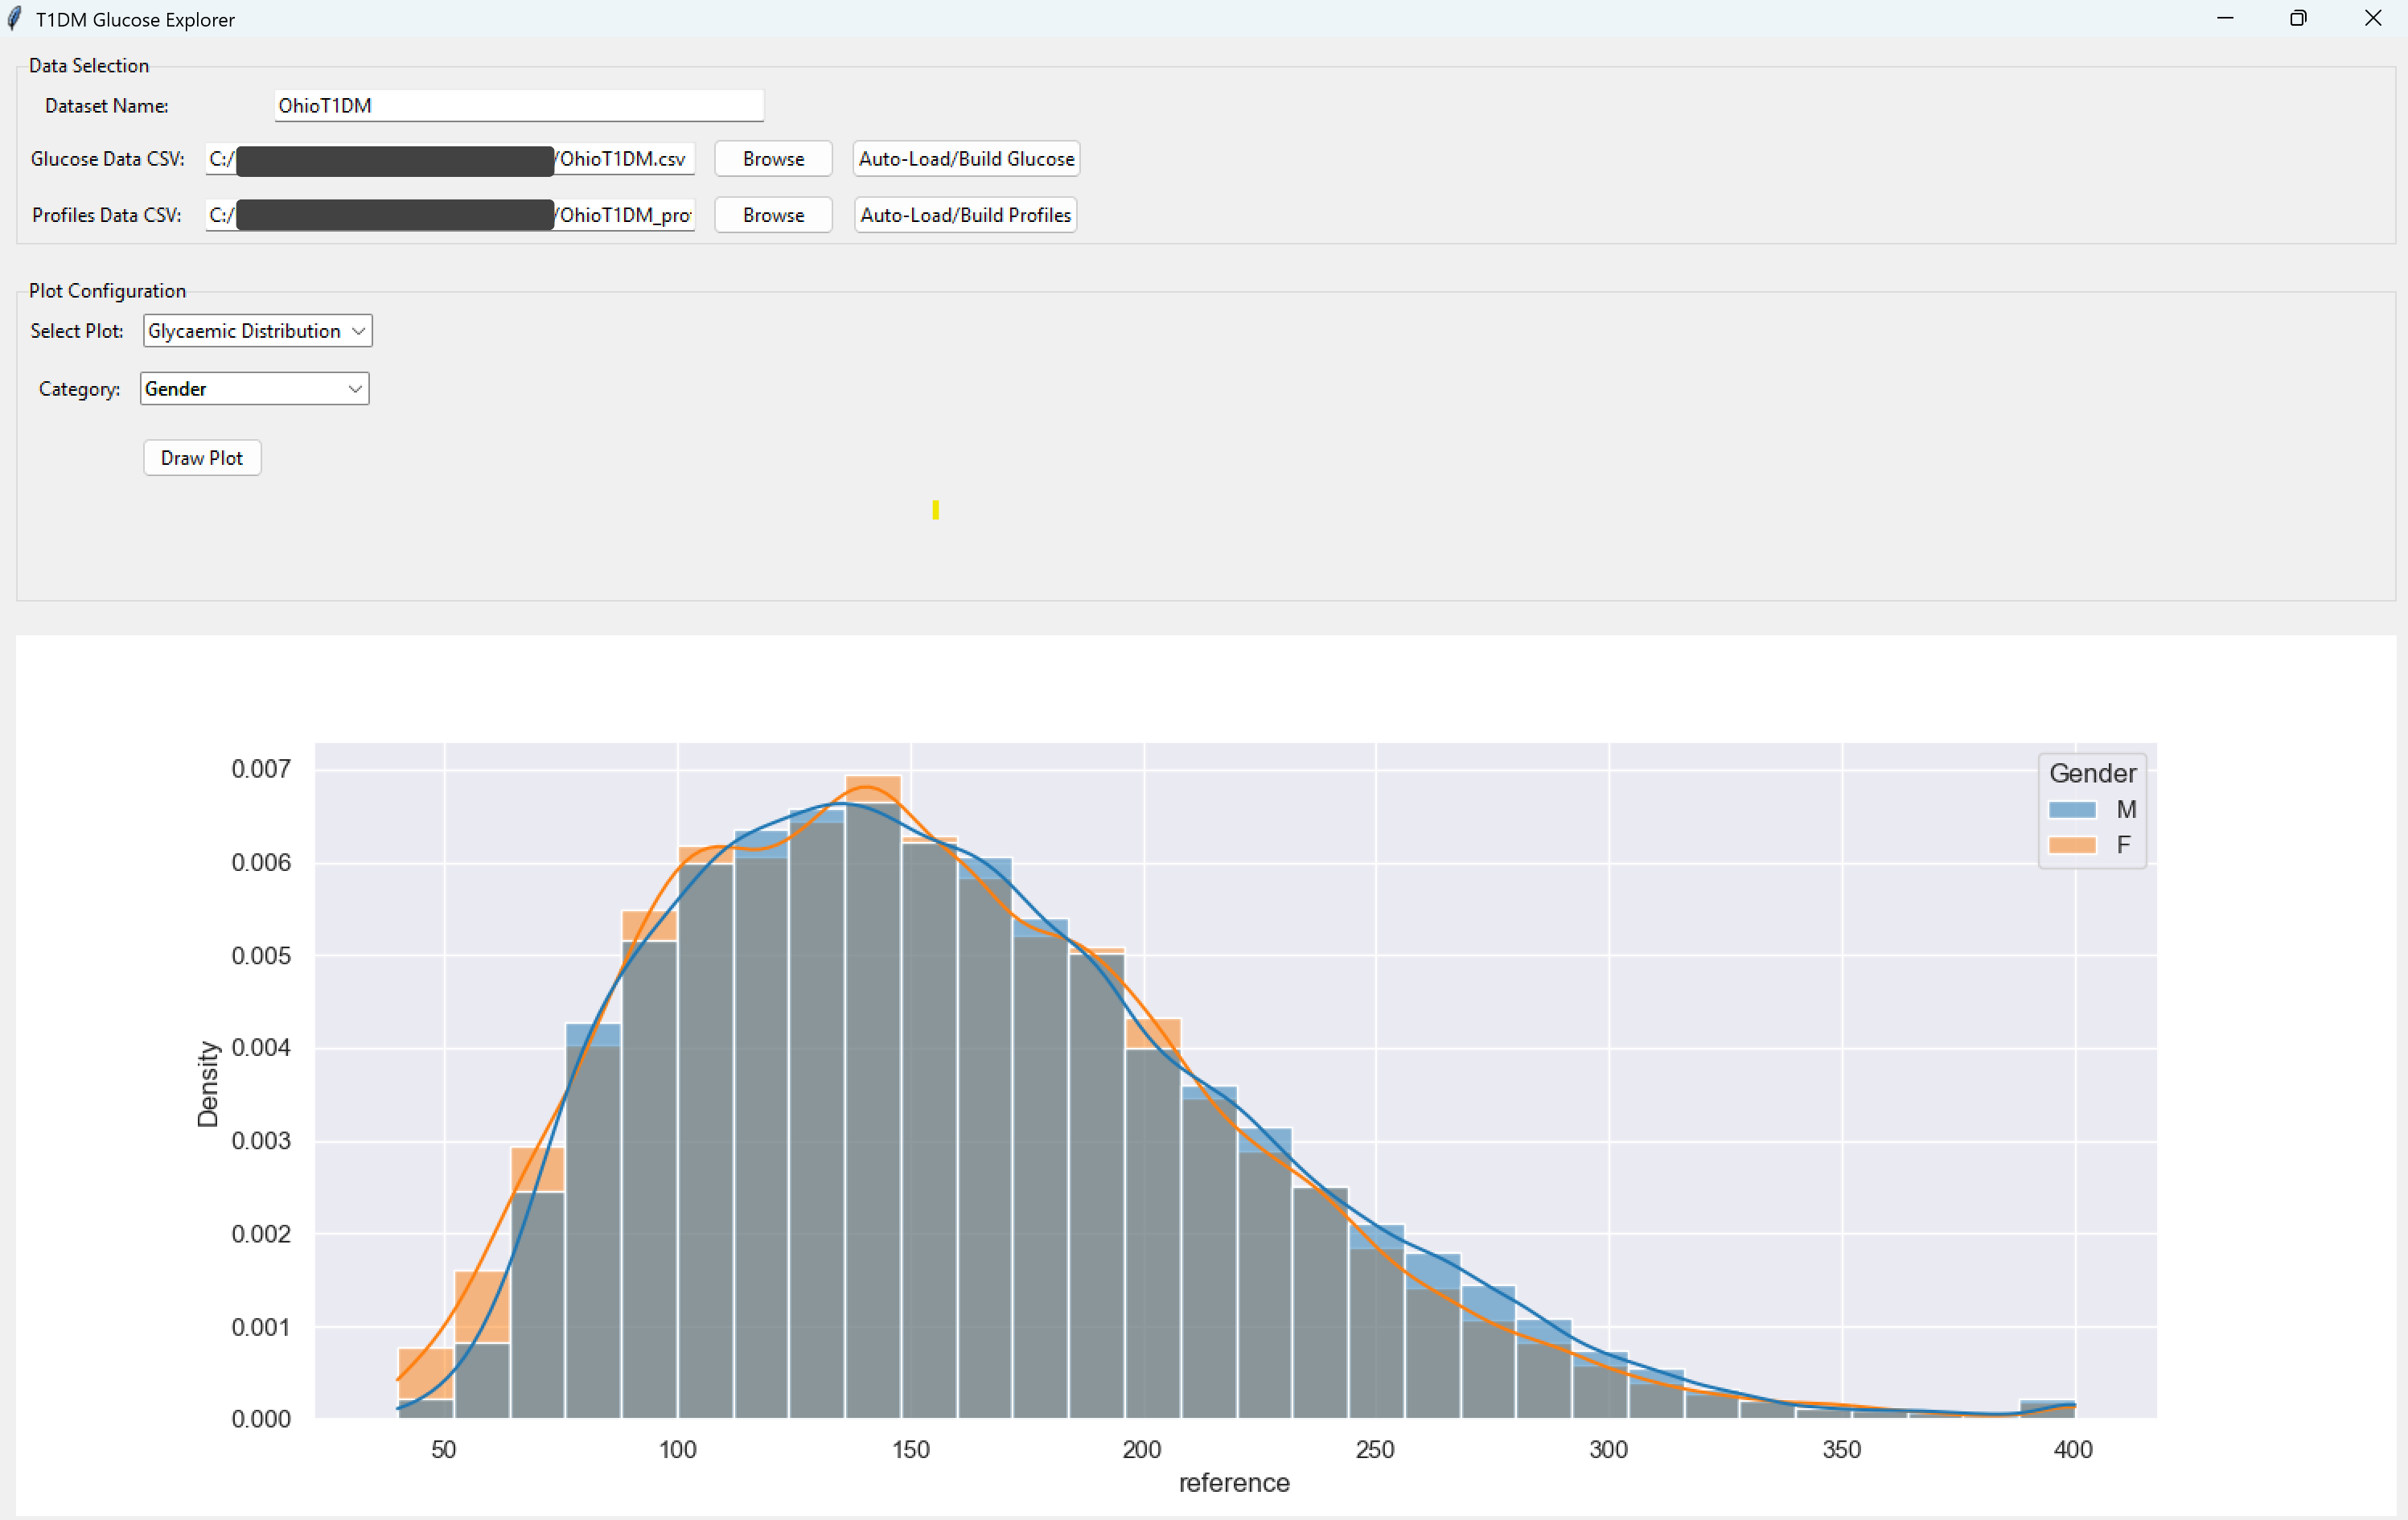 T1DM Glucose Explorer
Data Selection
Dataset Name: OhioT1DM
Glucose Data CSV: C:/ /OhioT1DM.csv Browse Auto-Load/Build Glucose
Profiles Data CSV: C:/ /OhioT1DM_pro Browse Auto-Load/Build Profiles
Plot Configuration
Select Plot: Glycaemic Distribution
Category: Gender
Draw Plot
Gender
M
F
0.007
0.006
0.005
0.004
0.003
0.002
0.001
0.000
Density
50 100 150 200 250 300 350 400
reference